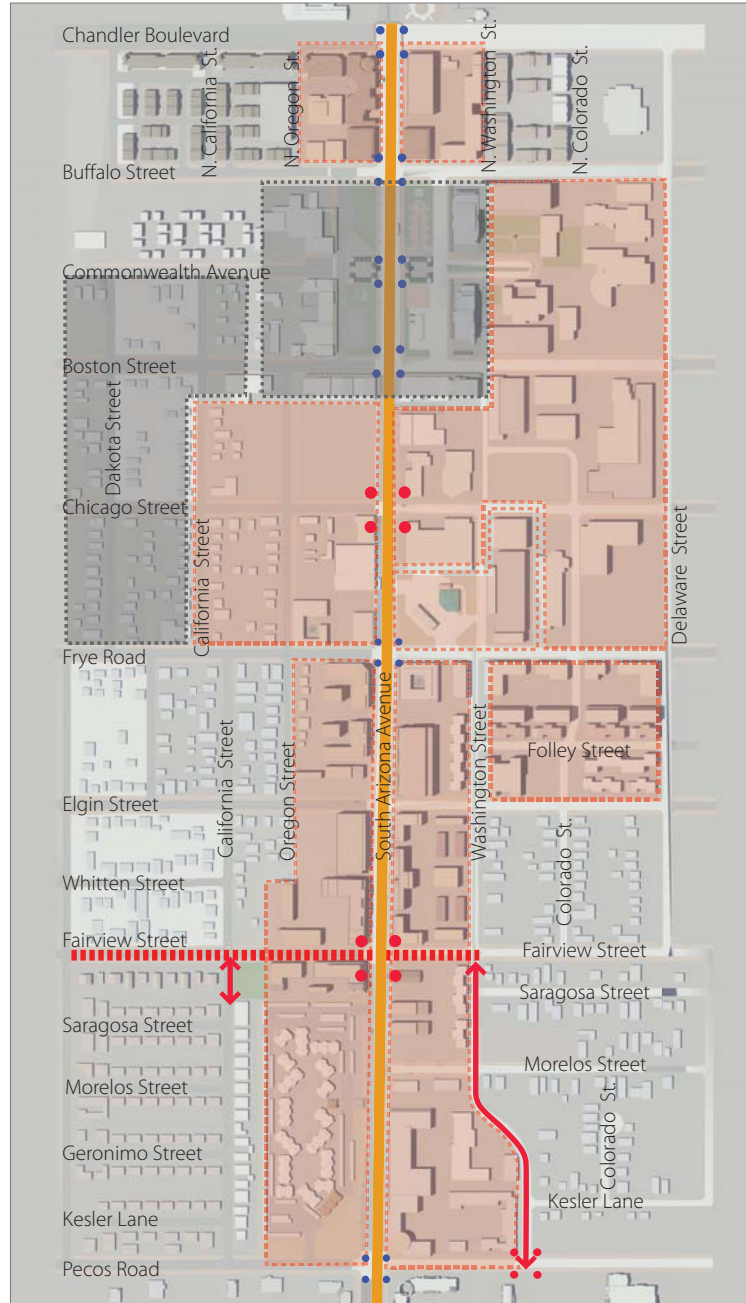 Chandler Boulevard
N. California St.
N. Oregon St.
N. Washington St.
N. Colorado St.
Buffalo Street
Commonwealth Avenue
Boston Street
Dakota Street
Chicago Street
California Street
Delaware Street
Frye Road
South Arizona Avenue
Folley Street
Elgin Street
California Street
Oregon Street
Washington Street
Colorado St.
Whitten Street
Fairview Street
Fairview Street
Saragosa Street
Saragosa Street
Morelos Street
Morelos Street
Colorado St.
Geronimo Street
Kesler Lane
Kesler Lane
Pecos Road